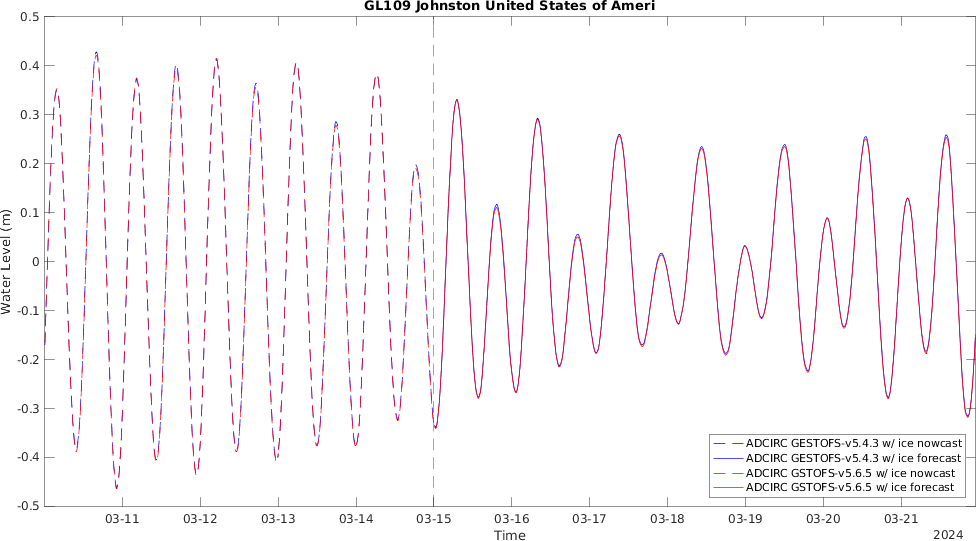 GL109 Johnston United States of Ameri
0.5
0.4
0.3
0.2
0.1
0
-0.1
-0.2
-0.3
-0.4
-0.5
Water Level (m)
ADCIRC GESTOFS-v5.4.3 w/ ice nowcast
ADCIRC GESTOFS-v5.4.3 w/ ice forecast
ADCIRC GSTOFS-v5.6.5 w/ ice nowcast
ADCIRC GSTOFS-v5.6.5 w/ ice forecast
03-11 03-12 03-13 03-14 03-15 03-16 03-17 03-18 03-19 03-20 03-21
Time
2024